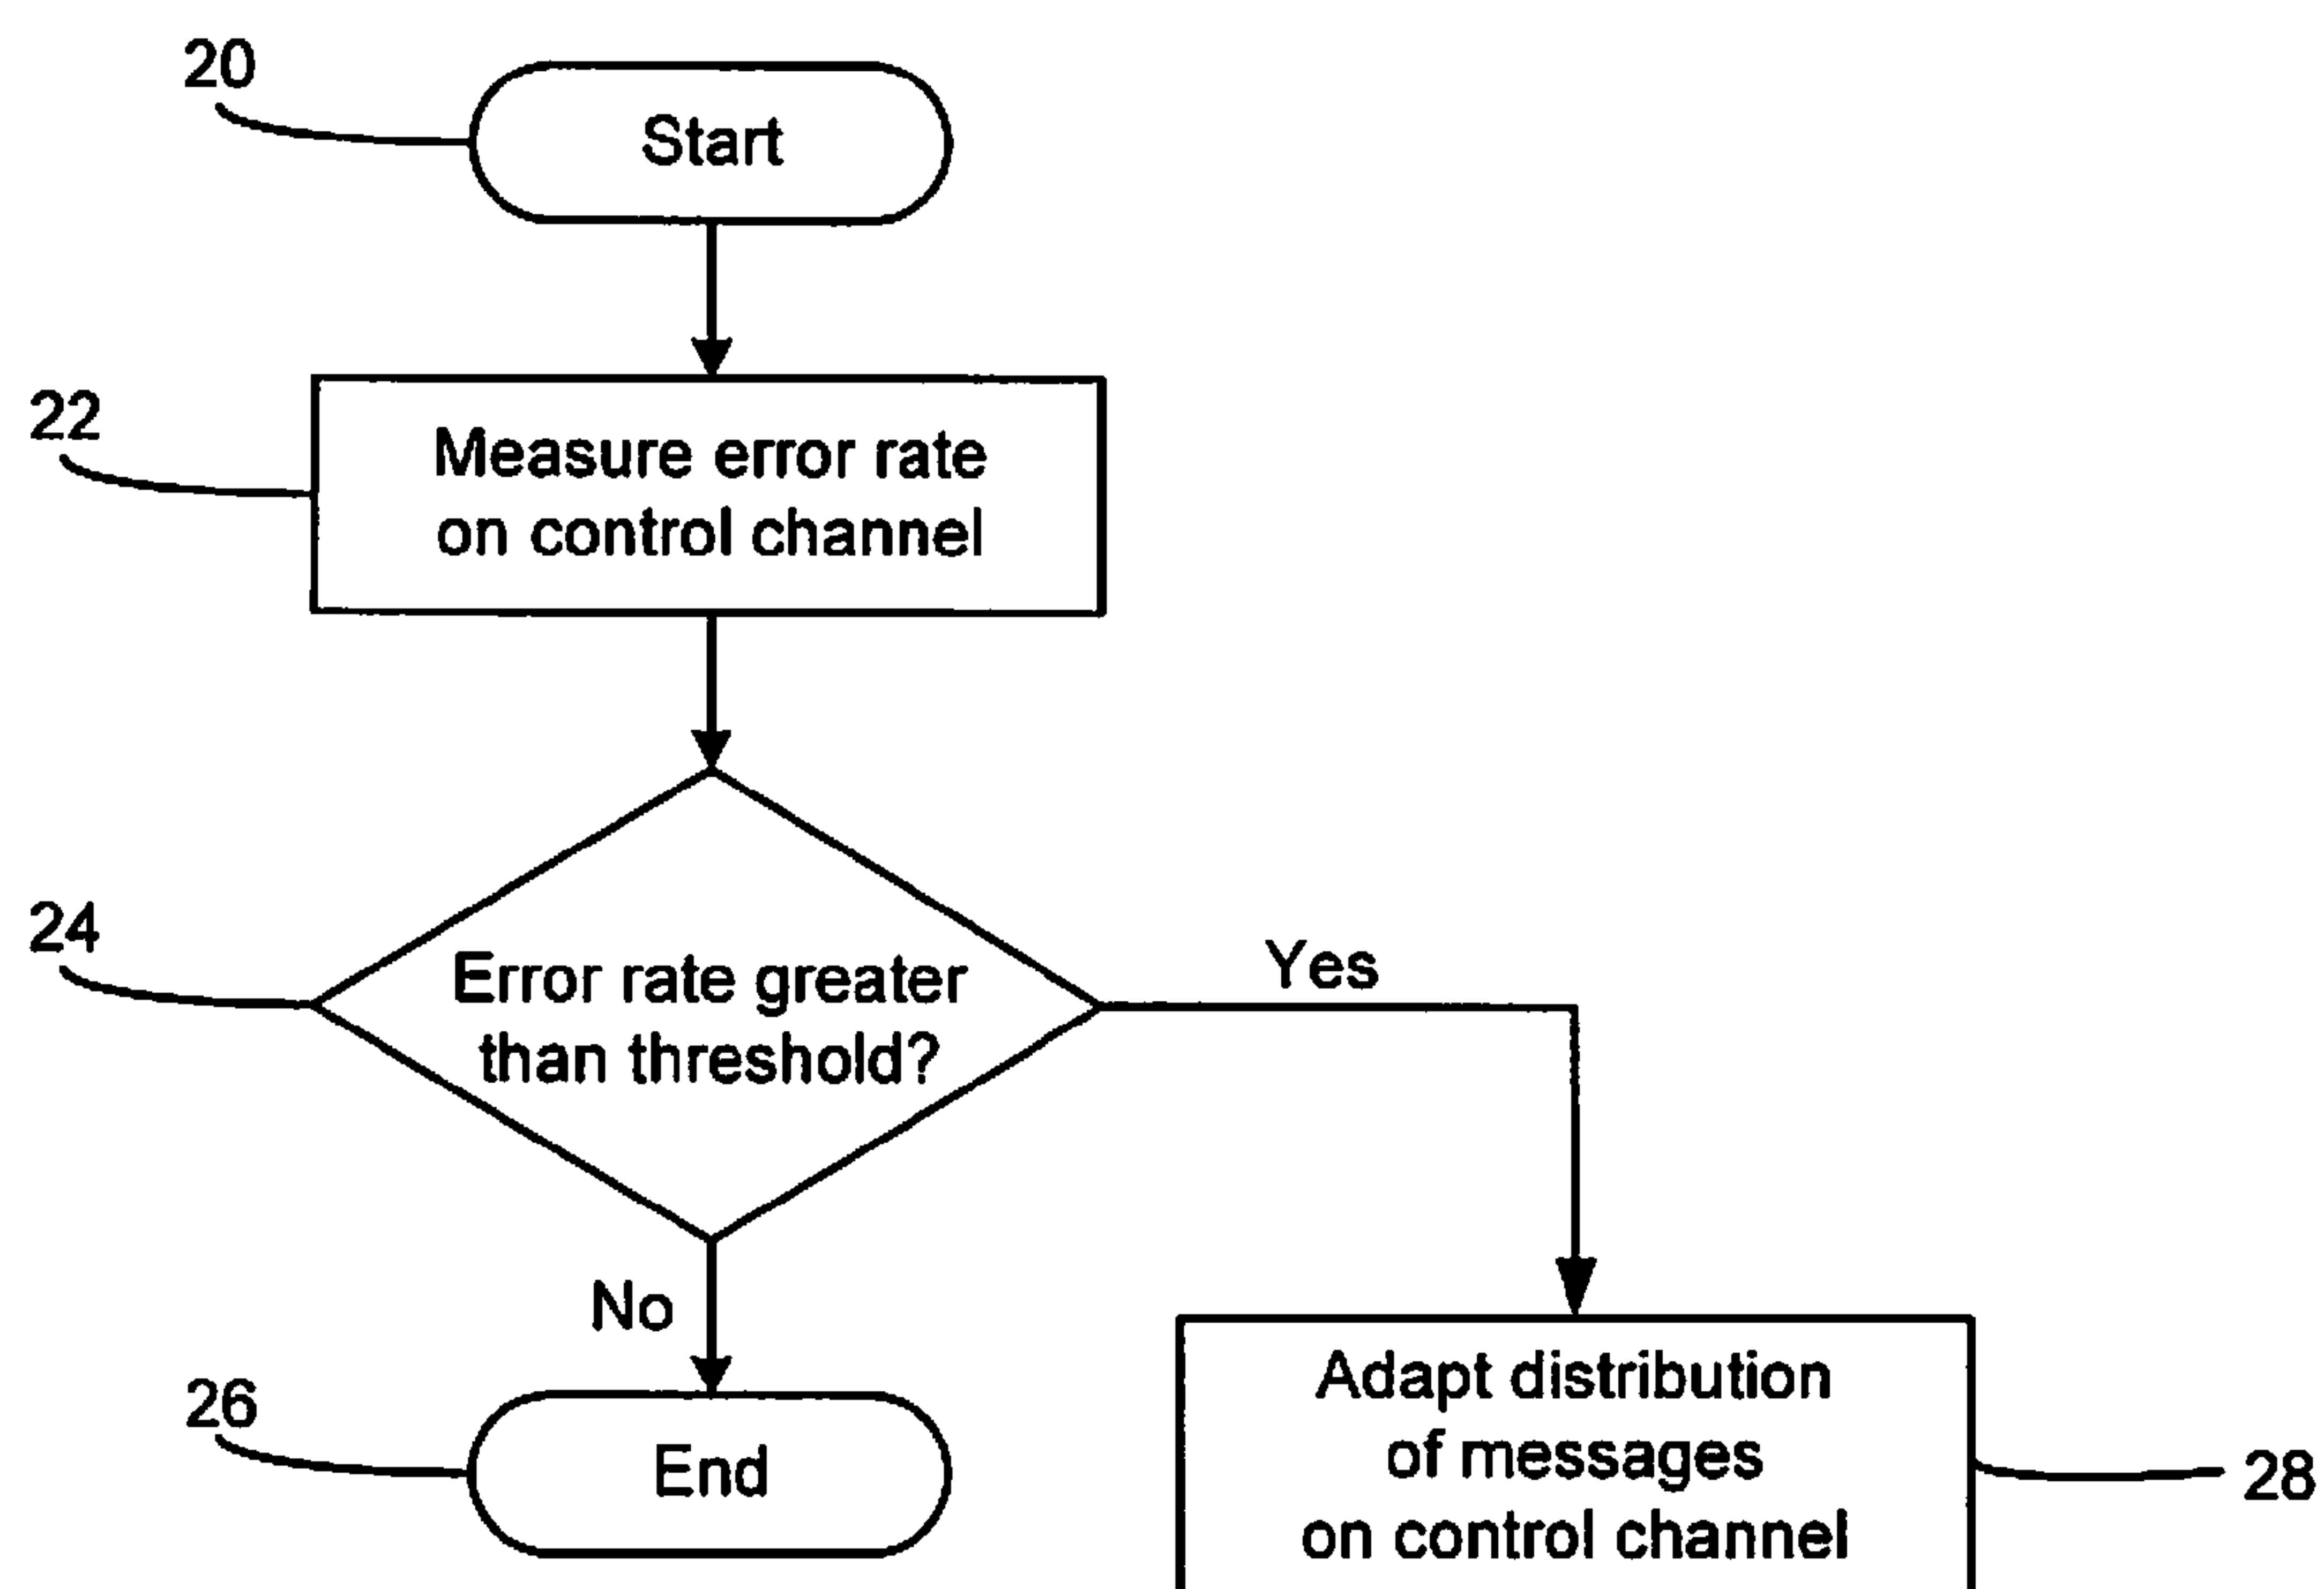 20
Start
22
Measure error rate
on control channel
24
Error rate greater
than threshold?
Yes
No
26
End
Adapt distribution
of messages
on control channel
28